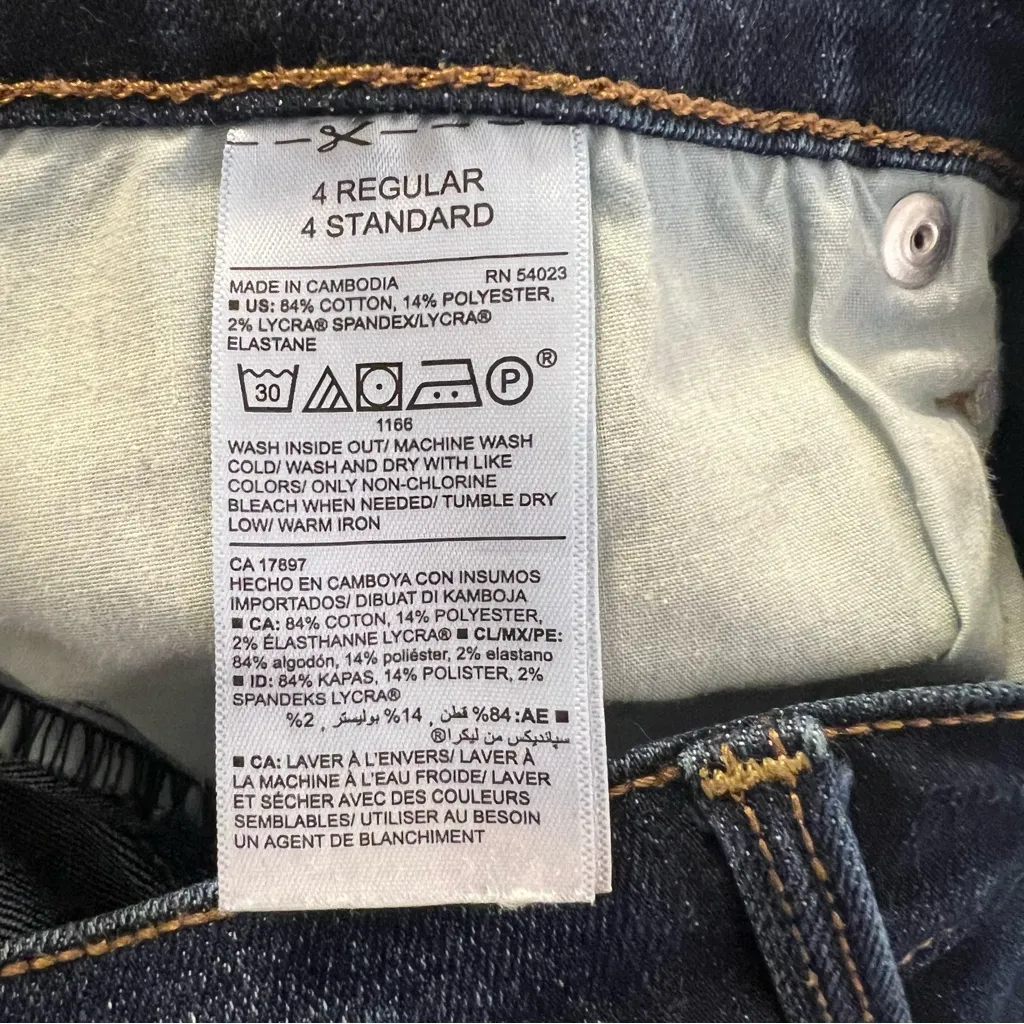 4 REGULAR
4 STANDARD
MADE IN CAMBODIA RN 54023
■ US: 84% COTTON, 14% POLYESTER,
2% LYCRA® SPANDEX/LYCRA®
ELASTANE
30 P ®
1166
WASH INSIDE OUT/ MACHINE WASH
COLD/ WASH AND DRY WITH LIKE
COLORS/ ONLY NON-CHLORINE
BLEACH WHEN NEEDED/ TUMBLE DRY
LOW/ WARM IRON
CA 17897
HECHO EN CAMBOYA CON INSUMOS
IMPORTADOS/ DIBUAT DI KAMBOJA
■ CA: 84% COTON, 14% POLYESTER,
2% ÉLASTHANNE LYCRA® ■ CL/MX/PE:
84% algodón, 14% poliéster, 2% elastano
■ ID: 84% KAPAS, 14% POLISTER, 2%
SPANDEKS LYCRA®
■ AE: 84% قطن , 14% بوليستر , 2%
سپانديكس من ليكرا®
■ CA: LAVER À L'ENVERS/ LAVER À
LA MACHINE À L'EAU FROIDE/ LAVER
ET SÉCHER AVEC DES COULEURS
SEMBLABLES/ UTILISER AU BESOIN
UN AGENT DE BLANCHIMENT